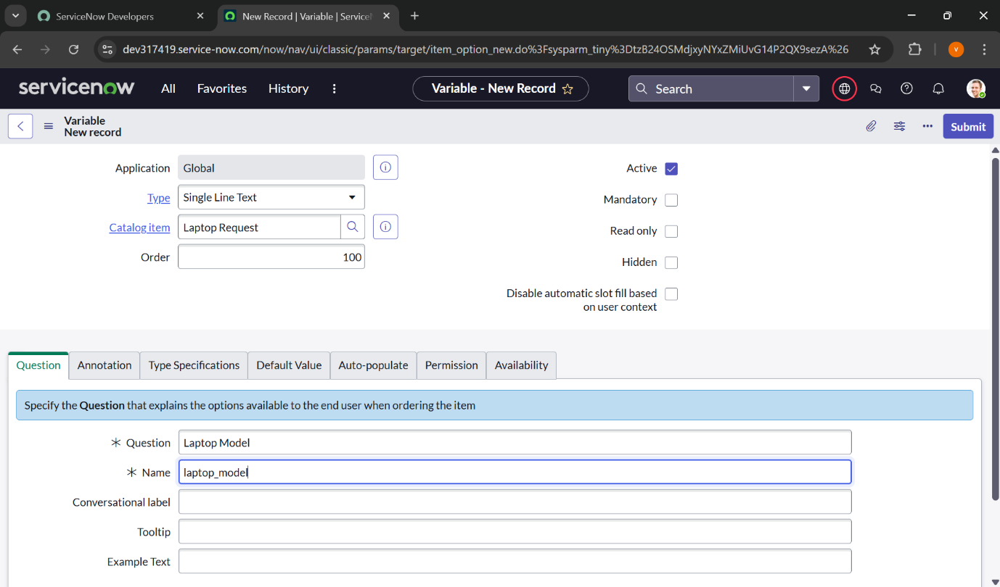 ServiceNow Developers
New Record | Variable | Service
dev317419.service-now.com/now/nav/ui/classic/params/target/item_option_new.do%3Fsysparm_tiny%3DtzB24OSMdjxyNYxZMiUvG14P2QX9sezA%26
V
servicenow
All
Favorites
History
Variable - New Record
Search
Variable
New record
Submit
Application
Global
Active
Type
Single Line Text
Mandatory
Catalog item
Laptop Request
Read only
Order
100
Hidden
Disable automatic slot fill based
on user context
Question
Annotation
Type Specifications
Default Value
Auto-populate
Permission
Availability
Specify the Question that explains the options available to the end user when ordering the item
Question
Laptop Model
Name
laptop_model
Conversational label
Tooltip
Example Text